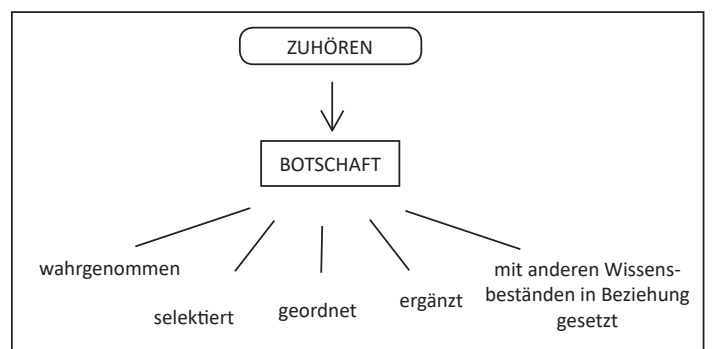 ZUHÖREN
BOTSCHAFT
wahrgenommen
selektiert
geordnet
ergänzt
mit anderen Wissens-
beständen in Beziehung
gesetzt